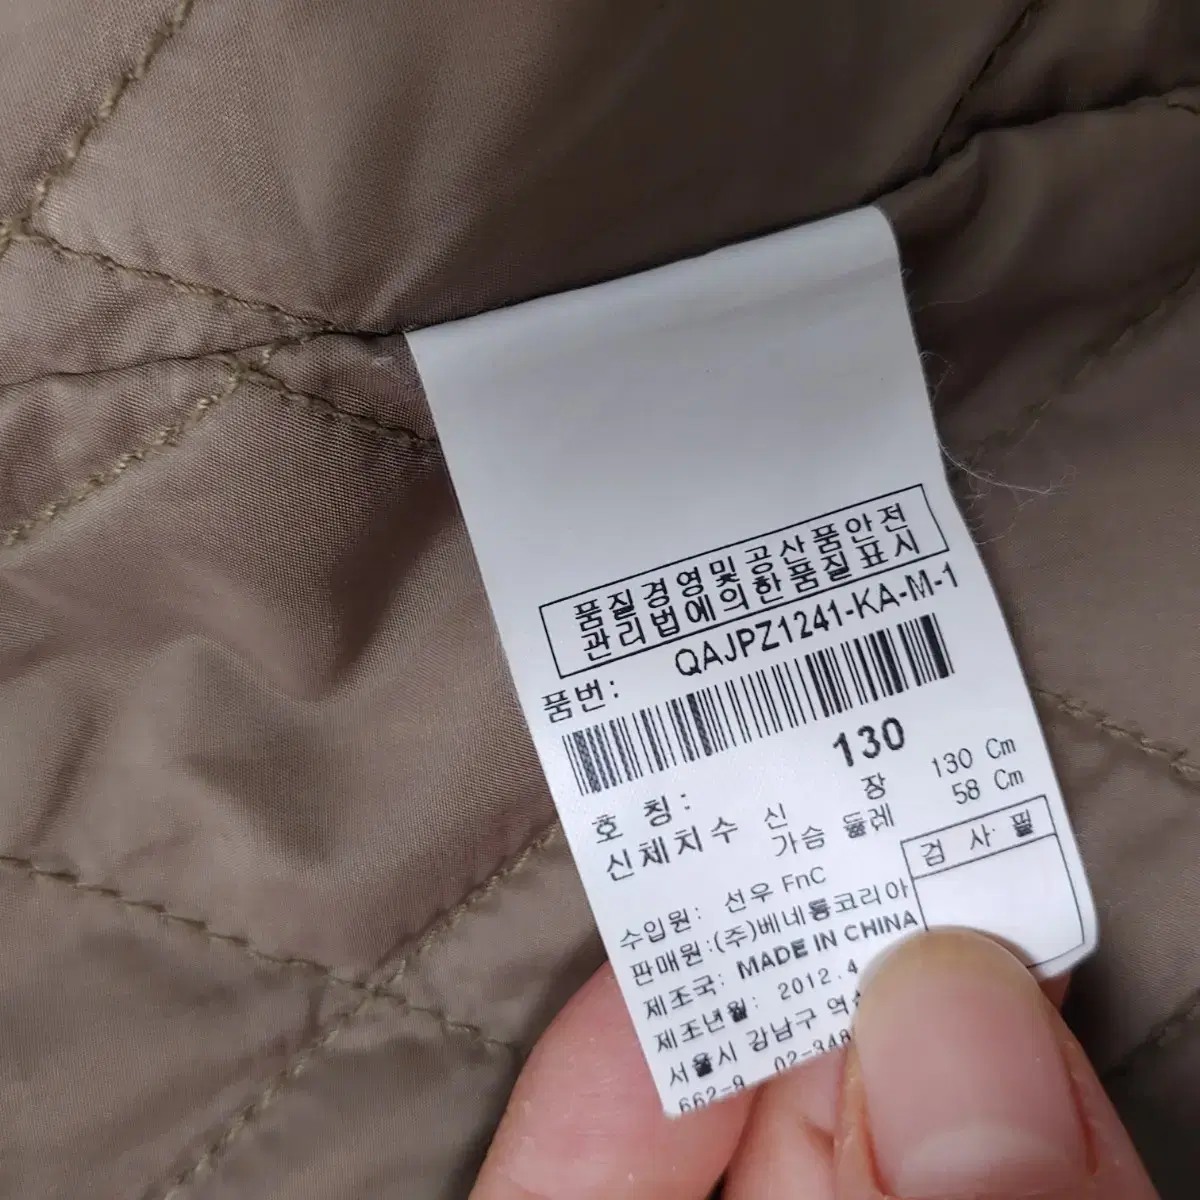 품질경영및공산품안전
관리법에의한품질표시
품번: QAJPZ1241-KA-M-1
호 칭: 130
신체치수 신 장 130 Cm
가슴 둘레 58 Cm
검 사 필
수입원: 선우 FnC
판매원:(주)베네통코리아
제조국: MADE IN CHINA
제조년월: 2012.4
서울시 강남구
662-9 02-348